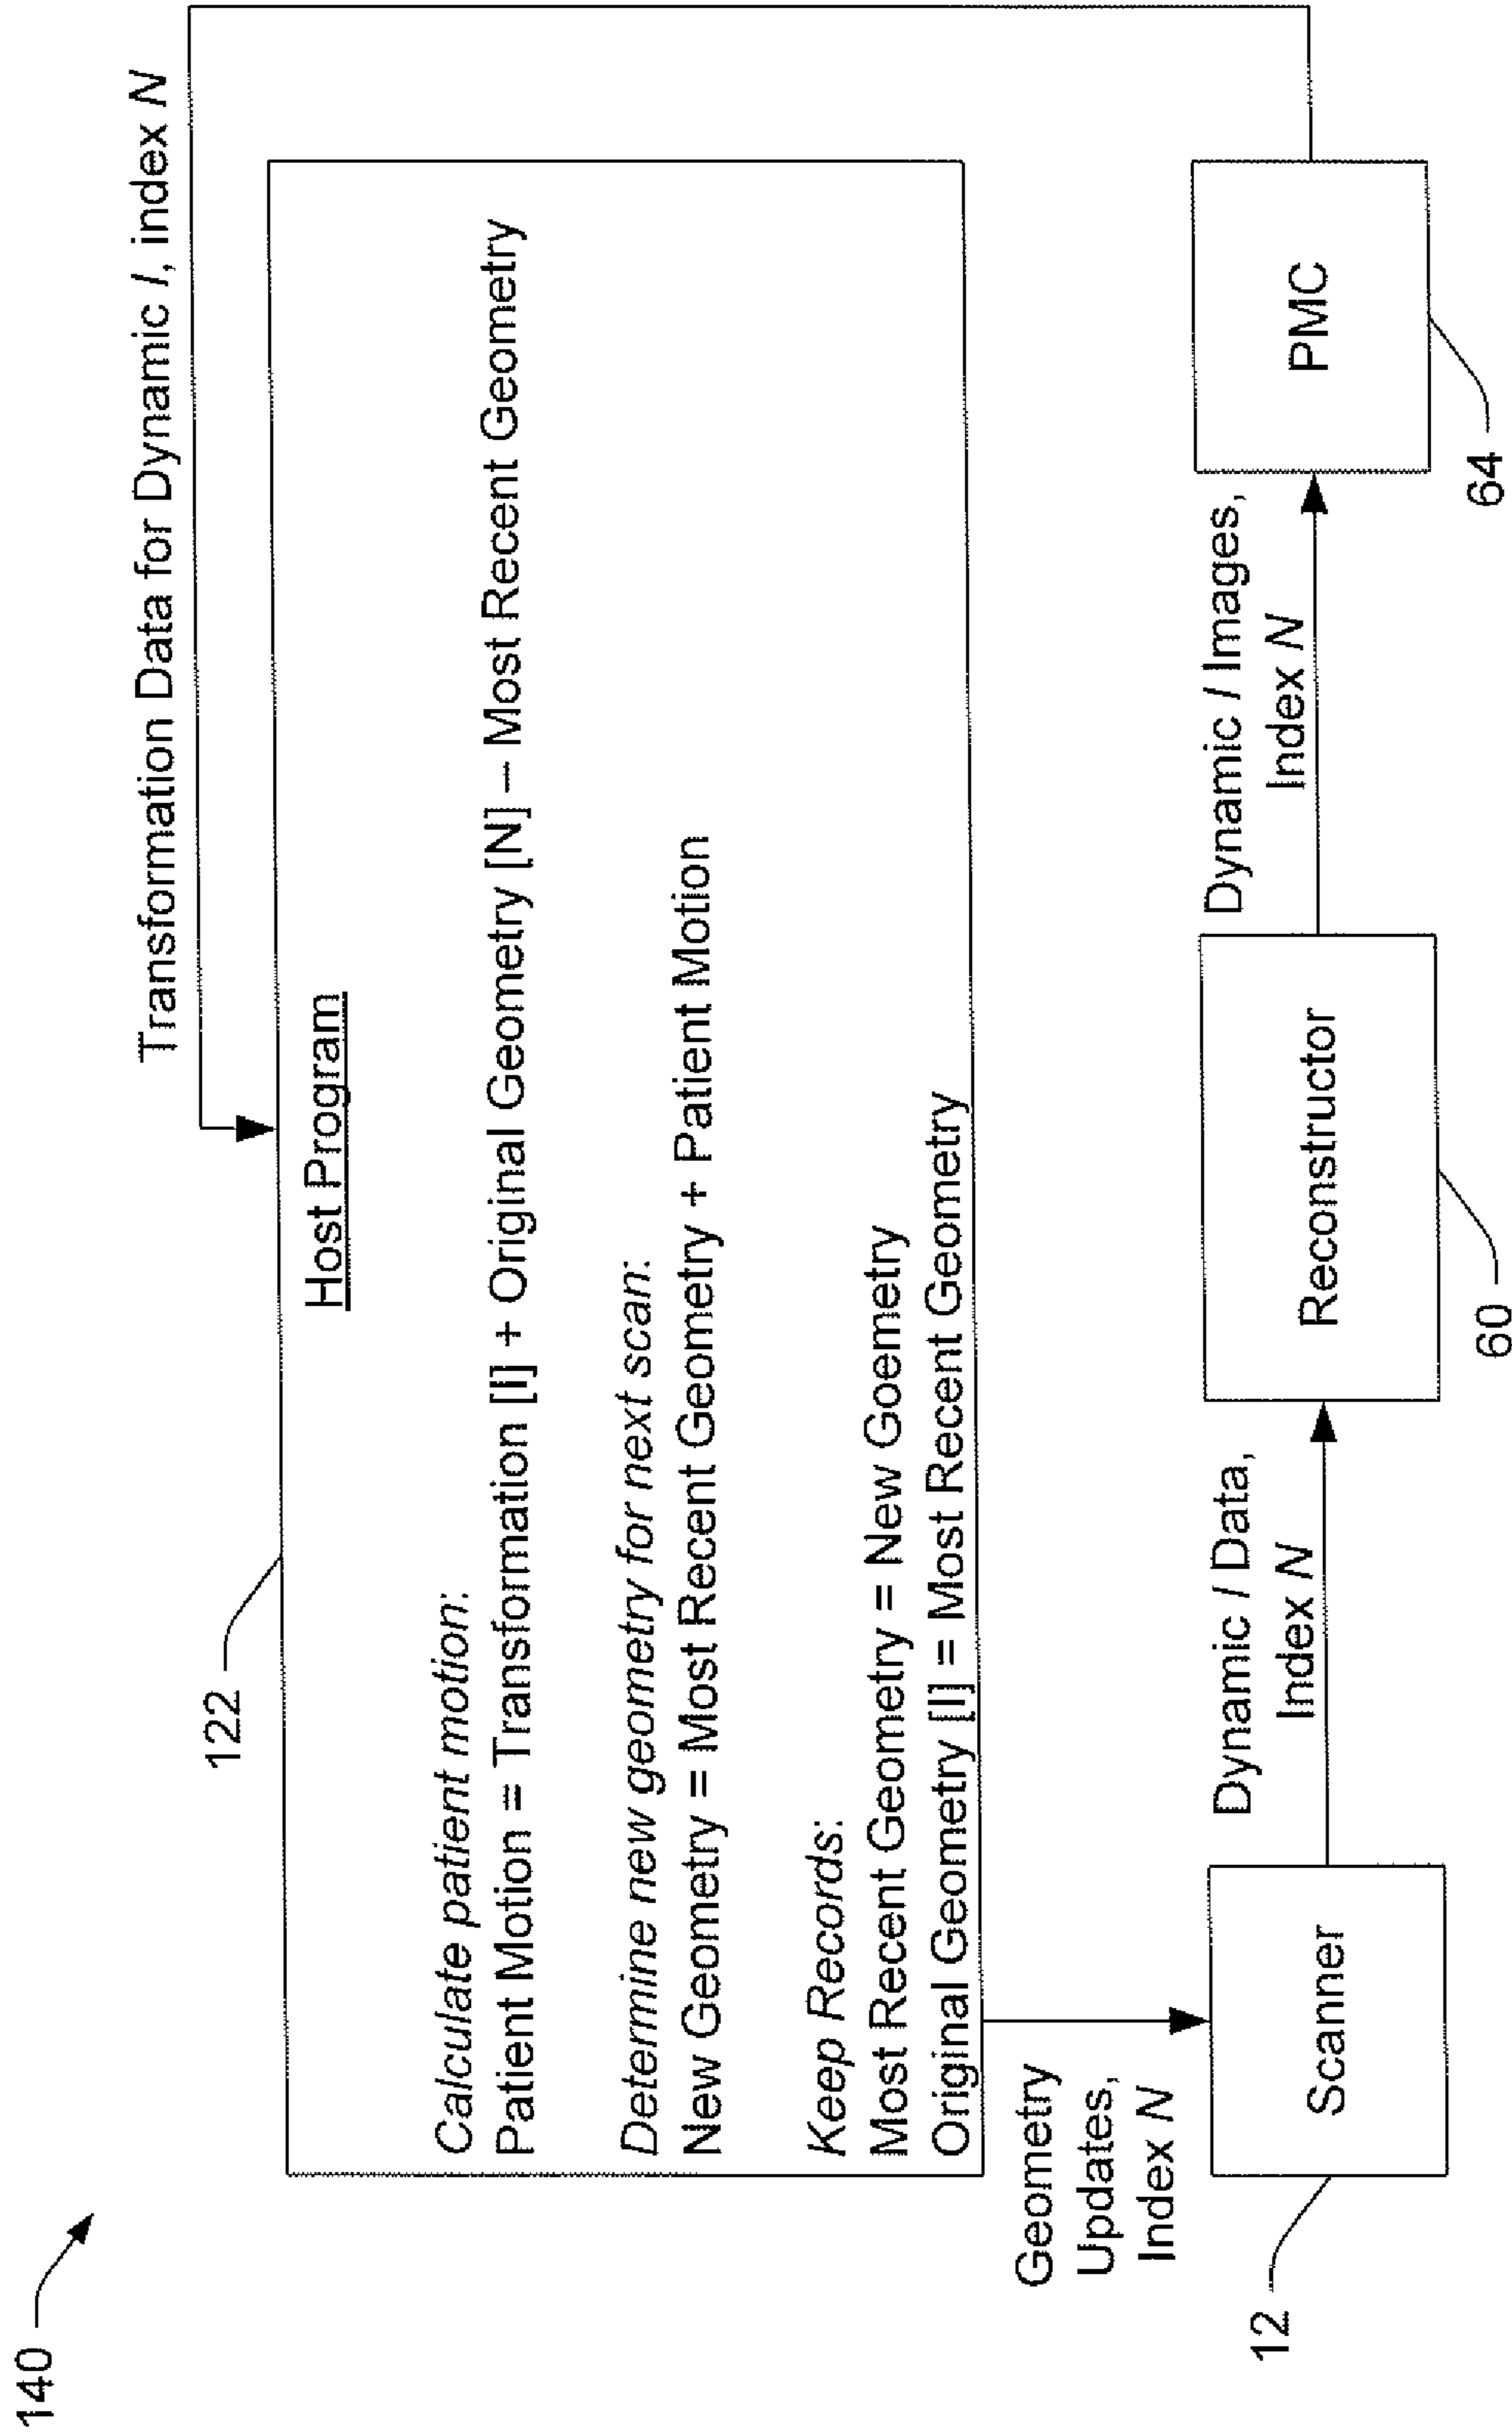 140
Transformation Data for Dynamic I, index N
122
Host Program
Calculate patient motion:
Patient Motion = Transformation [I] + Original Geometry [N] – Most Recent Geometry
Determine new geometry for next scan:
New Geometry = Most Recent Geometry + Patient Motion
Keep Records:
Most Recent Geometry = New Goemetry
Original Geometry [I] = Most Recent Geometry
Geometry
Updates,
Index N
12
Scanner
Dynamic I Data,
Index N
Reconstructor
60
Dynamic I Images,
Index N
PMC
64